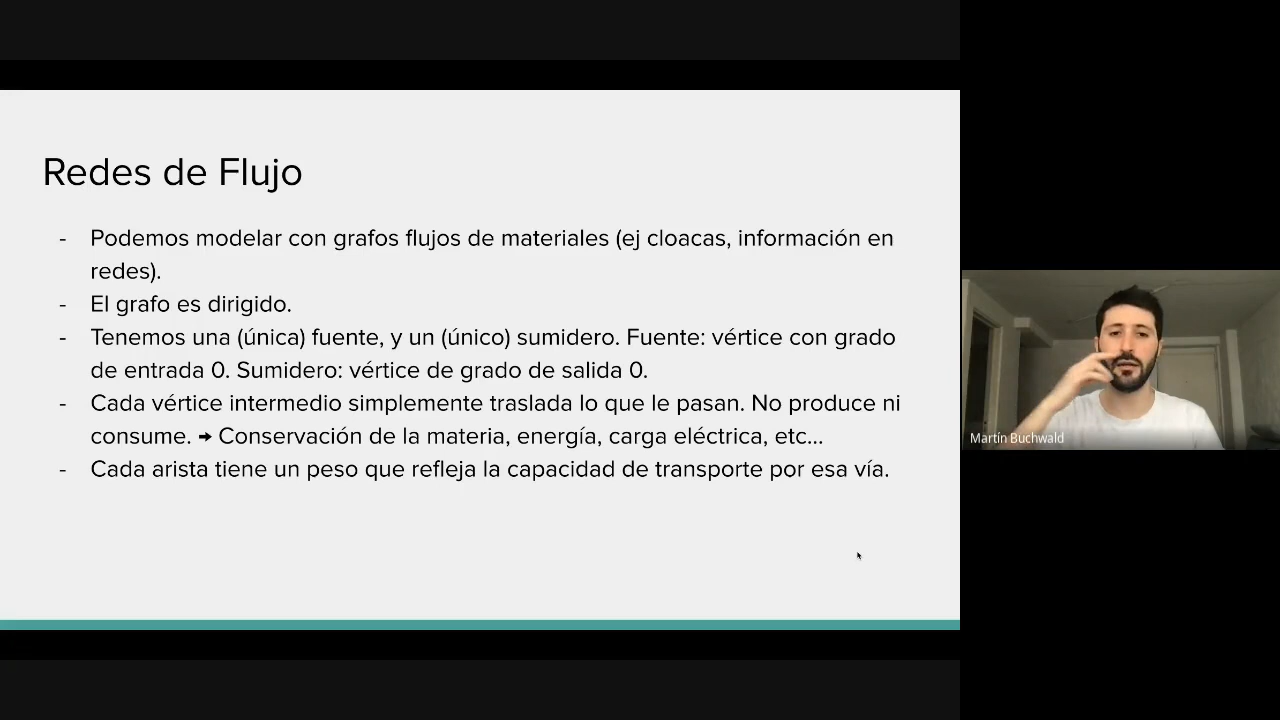 Redes de Flujo
- Podemos modelar con grafos flujos de materiales (ej cloacas, información en
redes).
- El grafo es dirigido.
- Tenemos una (única) fuente, y un (único) sumidero. Fuente: vértice con grado
de entrada 0. Sumidero: vértice de grado de salida 0.
- Cada vértice intermedio simplemente traslada lo que le pasan. No produce ni
consume. → Conservación de la materia, energía, carga eléctrica, etc...
- Cada arista tiene un peso que refleja la capacidad de transporte por esa vía.
Martín Buchwald